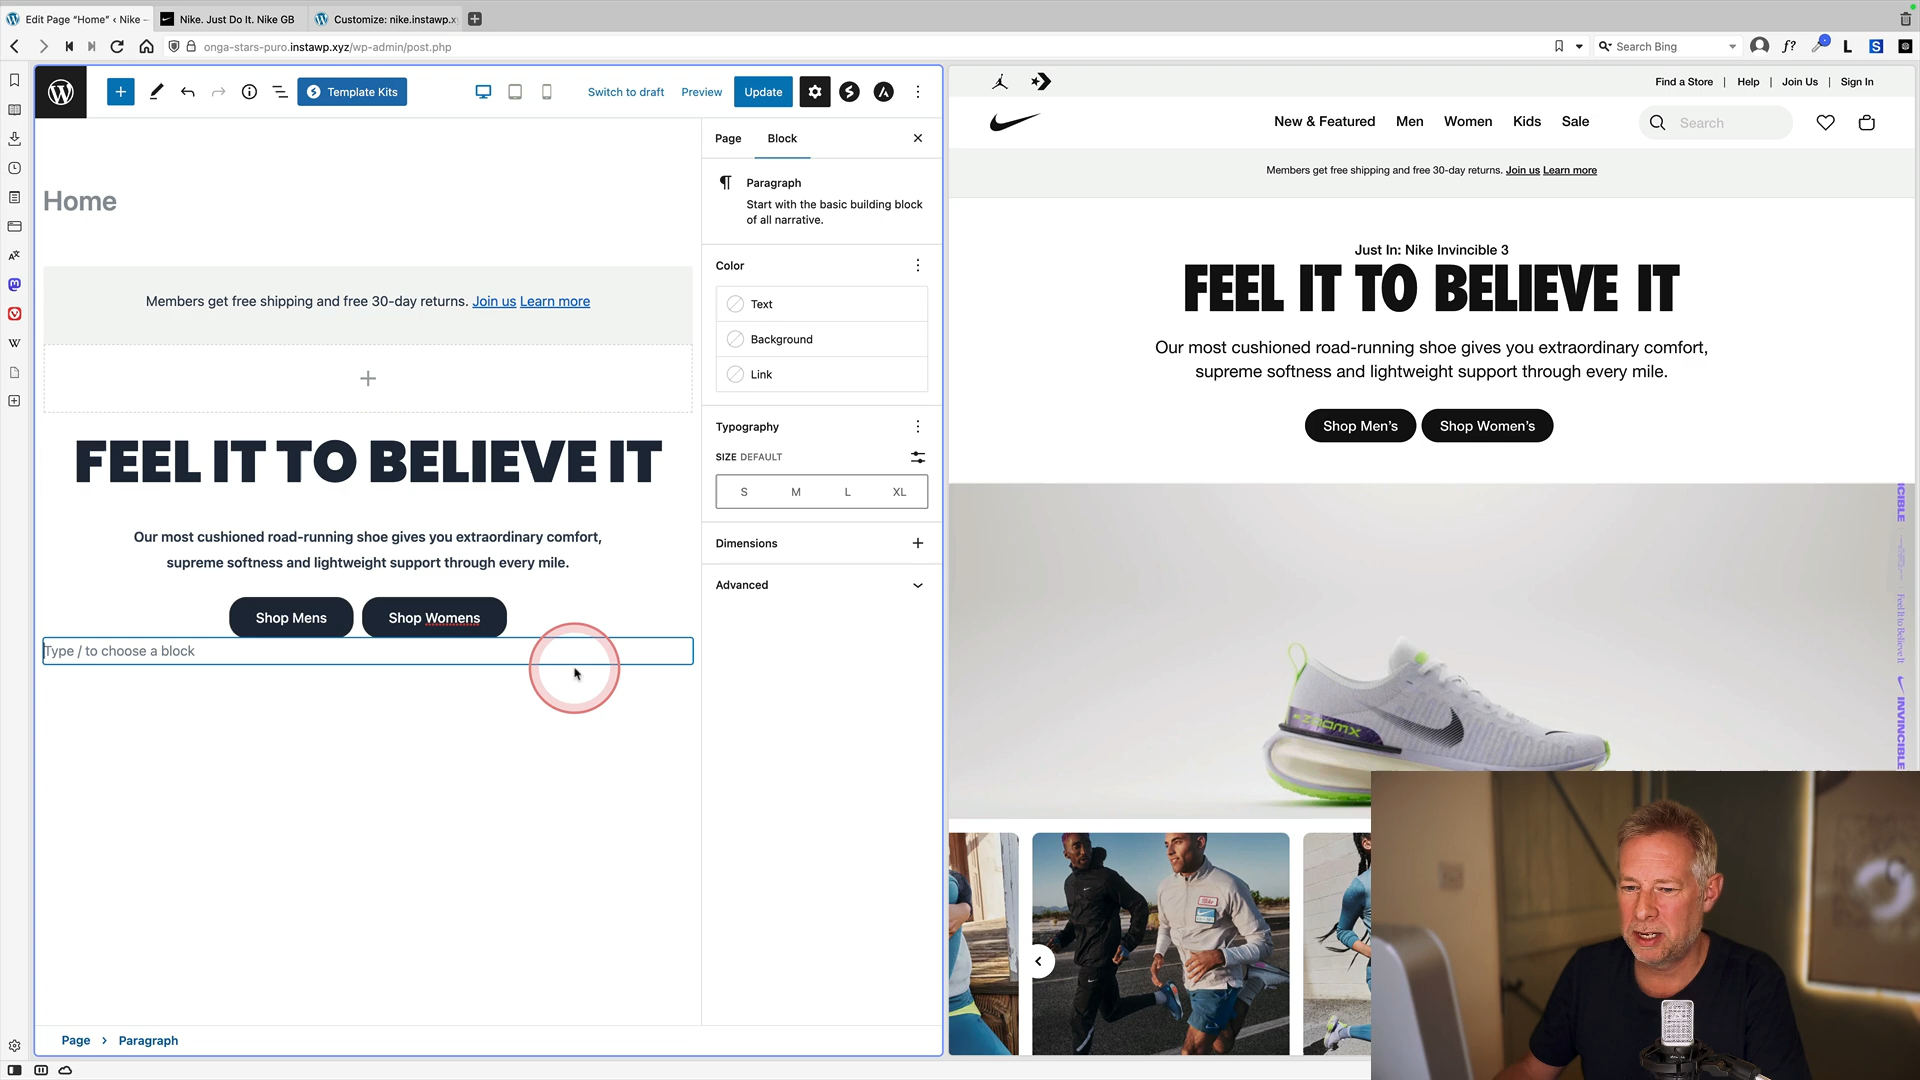 Edit Page “Home” ‹ Nike –
Nike. Just Do It. Nike GB
Customize: nike.instawp.x
onga-stars-puro.instawp.xyz/wp-admin/post.php
Search Bing
f?
L
S
Template Kits
Switch to draft
Preview
Update
Page
Block
Home
Members get free shipping and free 30-day returns. Join us Learn more
FEEL IT TO BELIEVE IT
Our most cushioned road-running shoe gives you extraordinary comfort,
supreme softness and lightweight support through every mile.
Shop Mens
Shop Womens
Type / to choose a block
Page
Paragraph
Paragraph
Start with the basic building block
of all narrative.
Color
Text
Background
Link
Typography
SIZE DEFAULT
S M L XL
Dimensions
Advanced
Find a Store | Help | Join Us | Sign In
New & Featured Men Women Kids Sale
Search
Members get free shipping and free 30-day returns. Join us Learn more
Just In: Nike Invincible 3
FEEL IT TO BELIEVE IT
Our most cushioned road-running shoe gives you extraordinary comfort,
supreme softness and lightweight support through every mile.
Shop Men’s
Shop Women’s
CIBLE
Feel It to Believe It
INVINCIBLE
ZOOMX